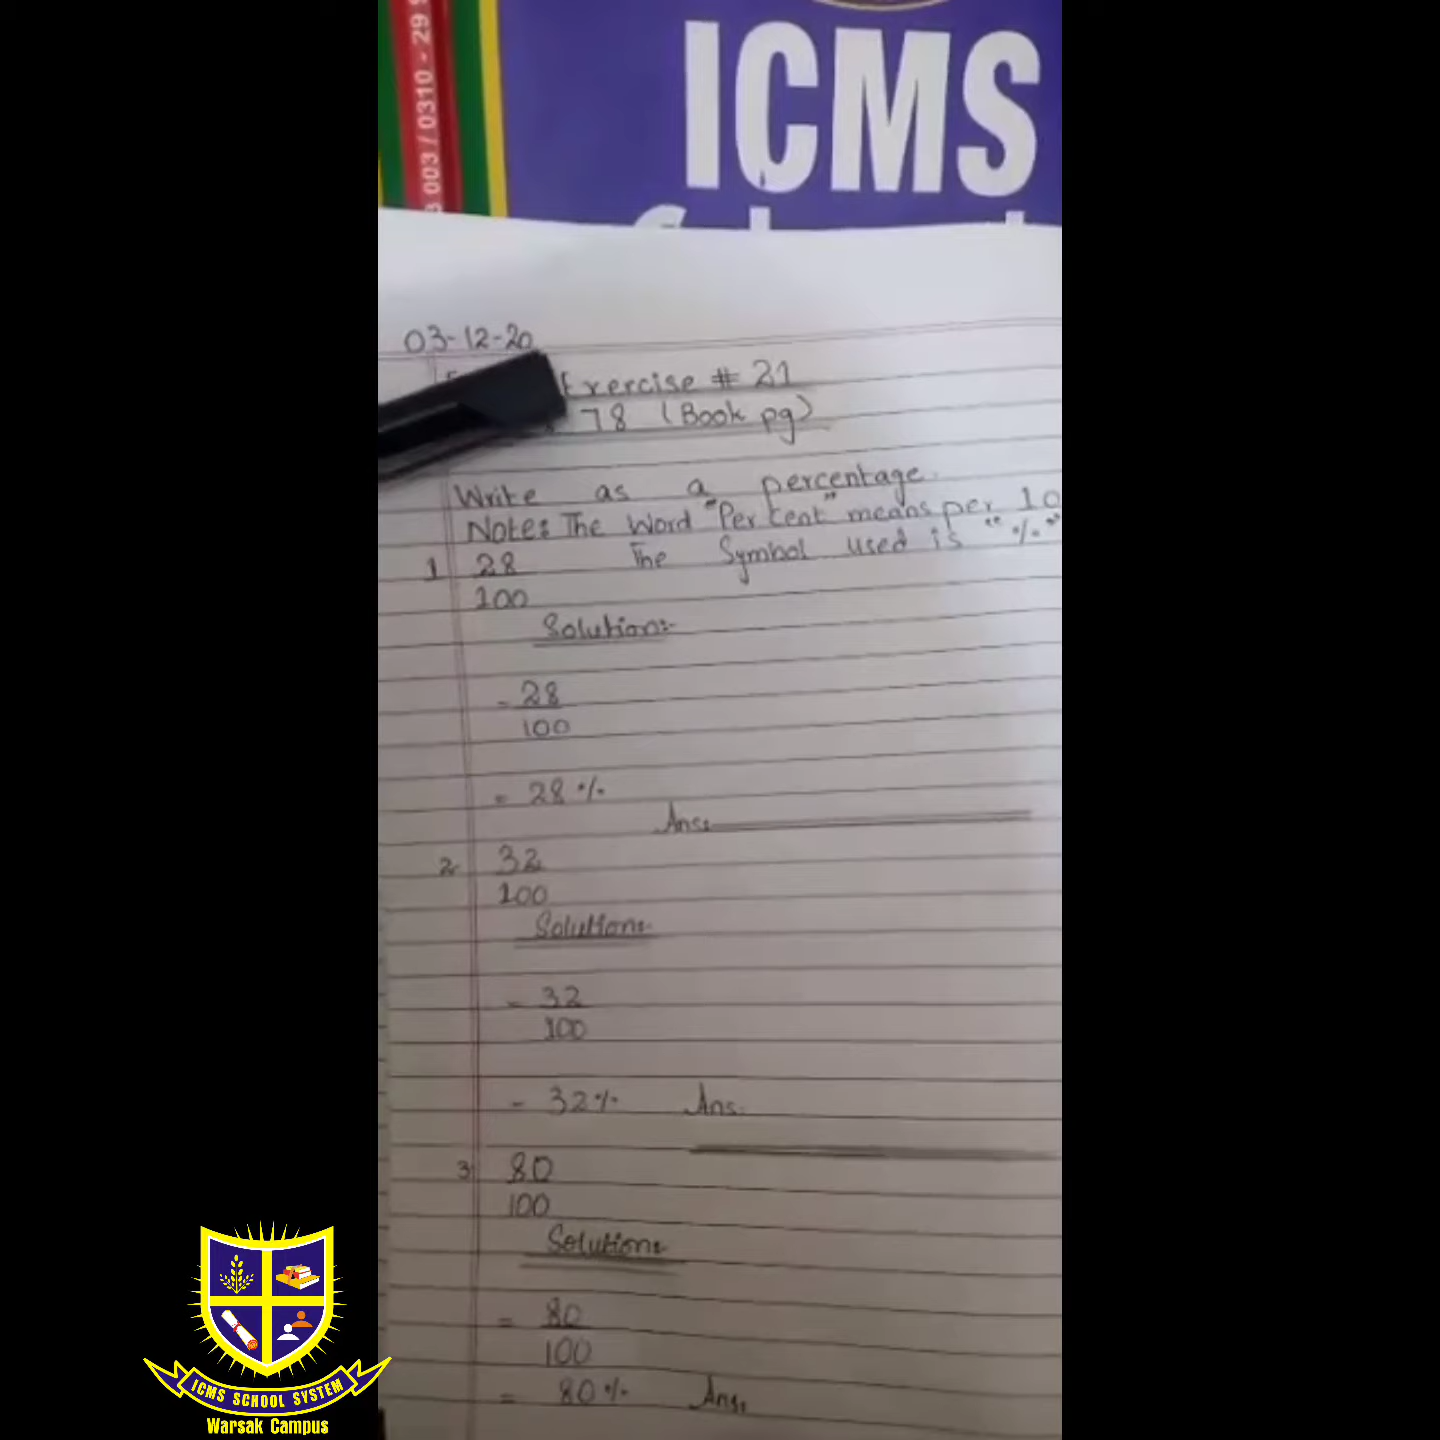 003 / 0310 - 29
ICMS
03-12-20
Exercise # 21
78 (Book pg)
Write as a percentage.
Note: The Word "Per cent" means per 10
The Symbol used is "%"
1 28
100
Solution:-
= 28
100
= 28%
Ans:
2 32
100
Solution:-
= 32
100
= 32% Ans:
3 80
100
Solution:-
= 80
100
= 80% Ans:
ICMS SCHOOL SYSTEM
Warsak Campus